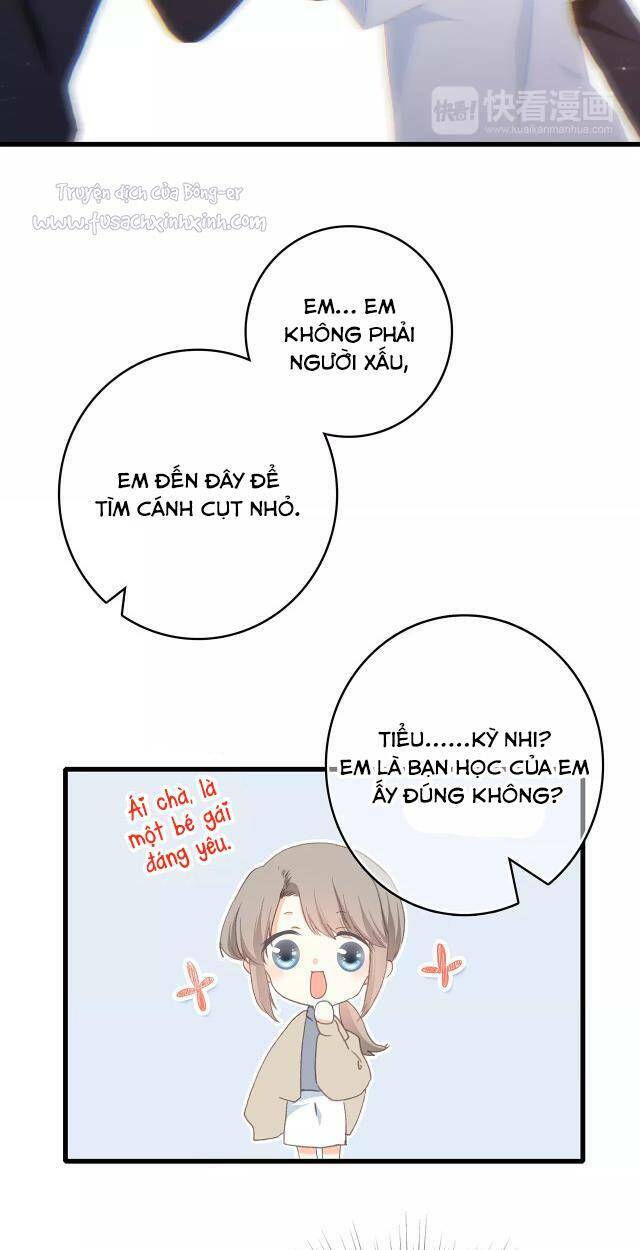 快看! 快看漫画
www.kuaikanmanhua.com
Truyện dịch của Bông-er
www.fusachxinhxinh.com
EM... EM
KHÔNG PHẢI
NGƯỜI XẤU,
EM ĐẾN ĐÂY ĐỂ
TÌM CÁNH CỤT NHỎ.
TIỂU......KỲ NHI?
EM LÀ BẠN HỌC CỦA EM
ẤY ĐÚNG KHÔNG?
Ái chà, là
một bé gái
đáng yêu.